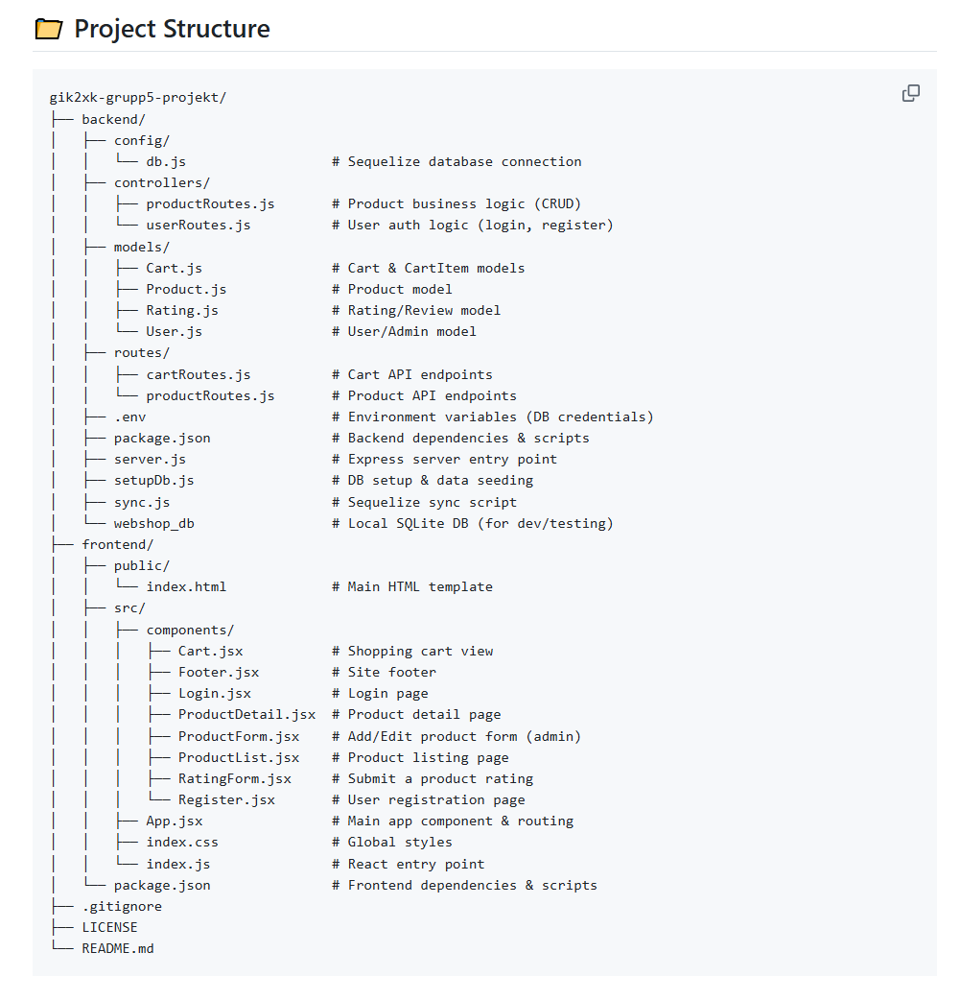 📁 Project Structure
gik2xk-grupp5-projekt/
├── backend/
│   ├── config/
│   │   └── db.js                  # Sequelize database connection
│   ├── controllers/
│   │   ├── productRoutes.js       # Product business logic (CRUD)
│   │   └── userRoutes.js          # User auth logic (login, register)
│   ├── models/
│   │   ├── Cart.js                # Cart & CartItem models
│   │   ├── Product.js             # Product model
│   │   ├── Rating.js              # Rating/Review model
│   │   └── User.js                # User/Admin model
│   ├── routes/
│   │   ├── cartRoutes.js          # Cart API endpoints
│   │   └── productRoutes.js       # Product API endpoints
│   ├── .env                       # Environment variables (DB credentials)
│   ├── package.json               # Backend dependencies & scripts
│   ├── server.js                  # Express server entry point
│   ├── setupDb.js                 # DB setup & data seeding
│   ├── sync.js                    # Sequelize sync script
│   └── webshop_db                 # Local SQLite DB (for dev/testing)
├── frontend/
│   ├── public/
│   │   └── index.html             # Main HTML template
│   ├── src/
│   │   ├── components/
│   │   │   ├── Cart.jsx           # Shopping cart view
│   │   │   ├── Footer.jsx         # Site footer
│   │   │   ├── Login.jsx          # Login page
│   │   │   ├── ProductDetail.jsx  # Product detail page
│   │   │   ├── ProductForm.jsx    # Add/Edit product form (admin)
│   │   │   ├── ProductList.jsx    # Product listing page
│   │   │   ├── RatingForm.jsx     # Submit a product rating
│   │   │   └── Register.jsx       # User registration page
│   │   ├── App.jsx                # Main app component & routing
│   │   ├── index.css              # Global styles
│   │   └── index.js               # React entry point
│   └── package.json               # Frontend dependencies & scripts
├── .gitignore
├── LICENSE
└── README.md